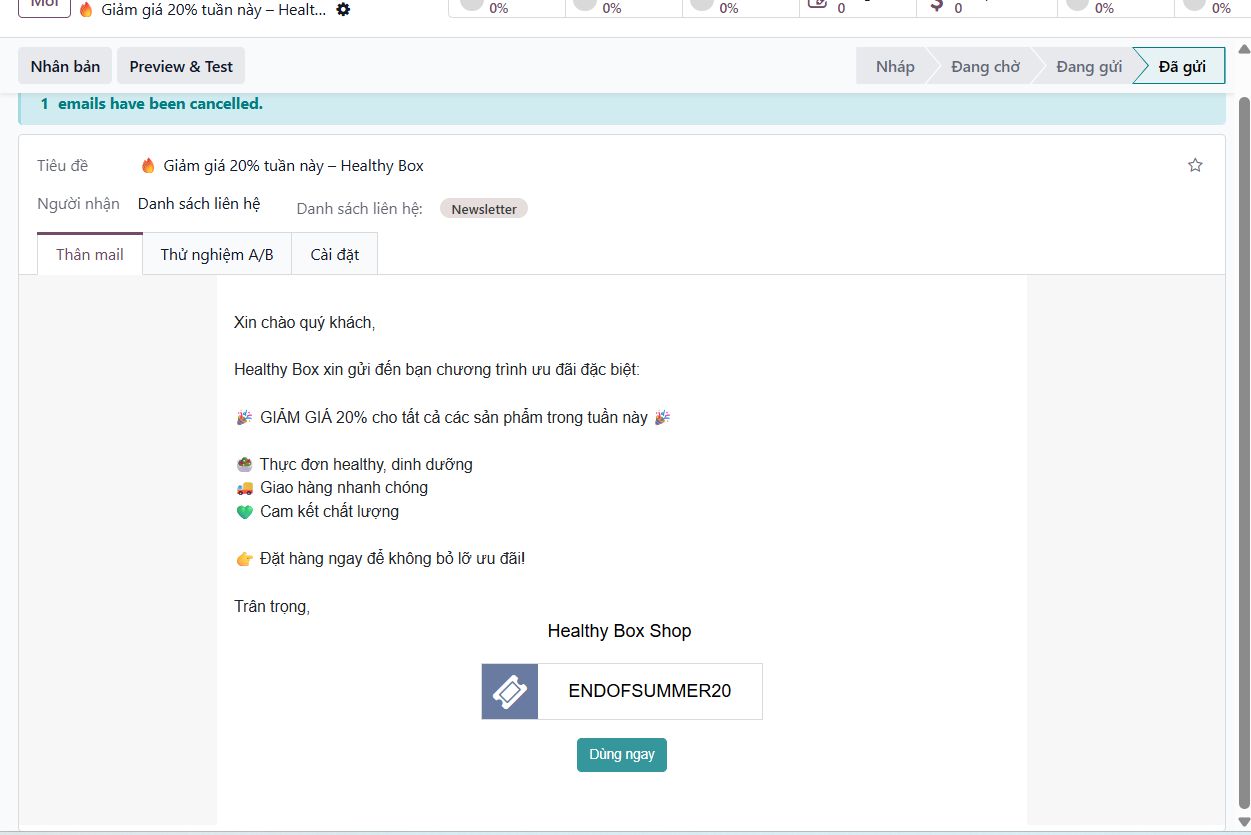 Mới
🔥 Giảm giá 20% tuần này – Healt...
0%
0%
0%
0
0
0%
0%
Nhân bản
Preview & Test
Nháp
Đang chờ
Đang gửi
Đã gửi
1 emails have been cancelled.
Tiêu đề
🔥 Giảm giá 20% tuần này – Healthy Box
Người nhận
Danh sách liên hệ
Danh sách liên hệ:
Newsletter
Thân mail
Thử nghiệm A/B
Cài đặt
Xin chào quý khách,
Healthy Box xin gửi đến bạn chương trình ưu đãi đặc biệt:
🎉 GIẢM GIÁ 20% cho tất cả các sản phẩm trong tuần này 🎉
🥗 Thực đơn healthy, dinh dưỡng
🚚 Giao hàng nhanh chóng
💚 Cam kết chất lượng
👉 Đặt hàng ngay để không bỏ lỡ ưu đãi!
Trân trọng,
Healthy Box Shop
ENDOFSUMMER20
Dùng ngay